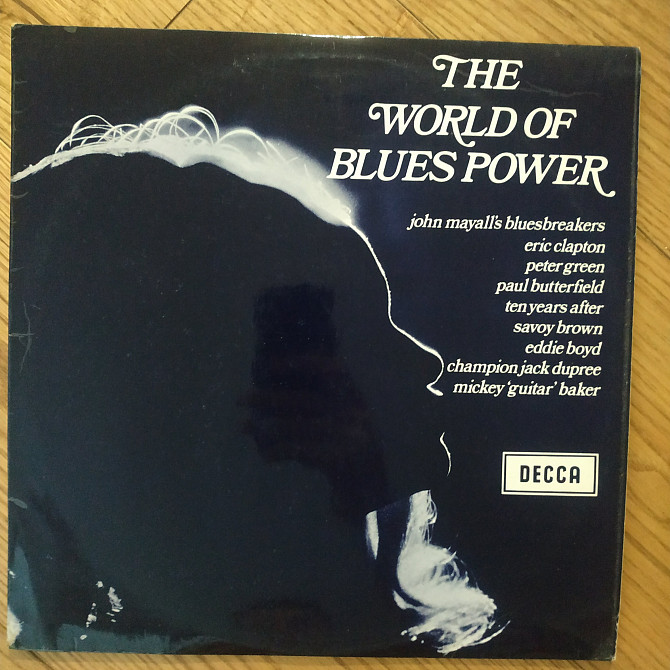 THE
WORLD OF
BLUES POWER
john mayall's bluesbreakers
eric clapton
peter green
paul butterfield
ten years after
savoy brown
eddie boyd
champion jack dupree
mickey 'guitar' baker
DECCA